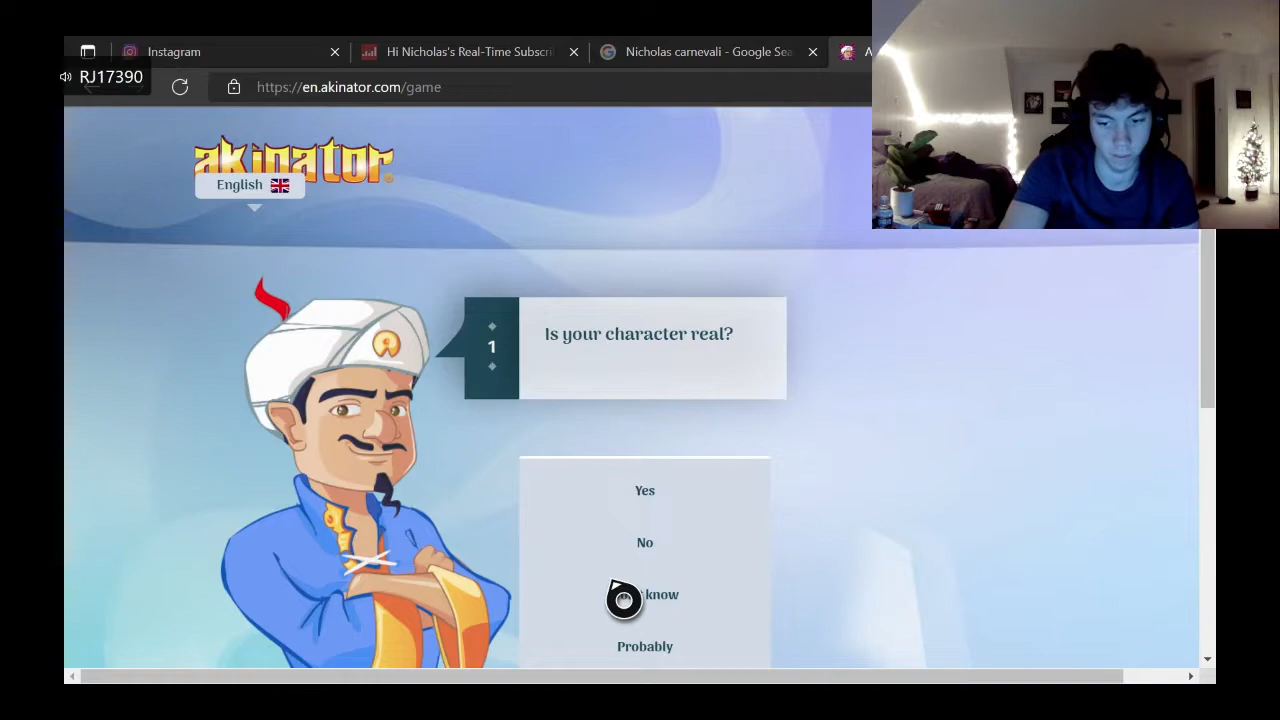 Instagram
Hi Nicholas's Real-Time Subscri
Nicholas carnevali - Google Sea
RJ17390
https://en.akinator.com/game
akinator
English
1
Is your character real?
Yes
No
know
Probably